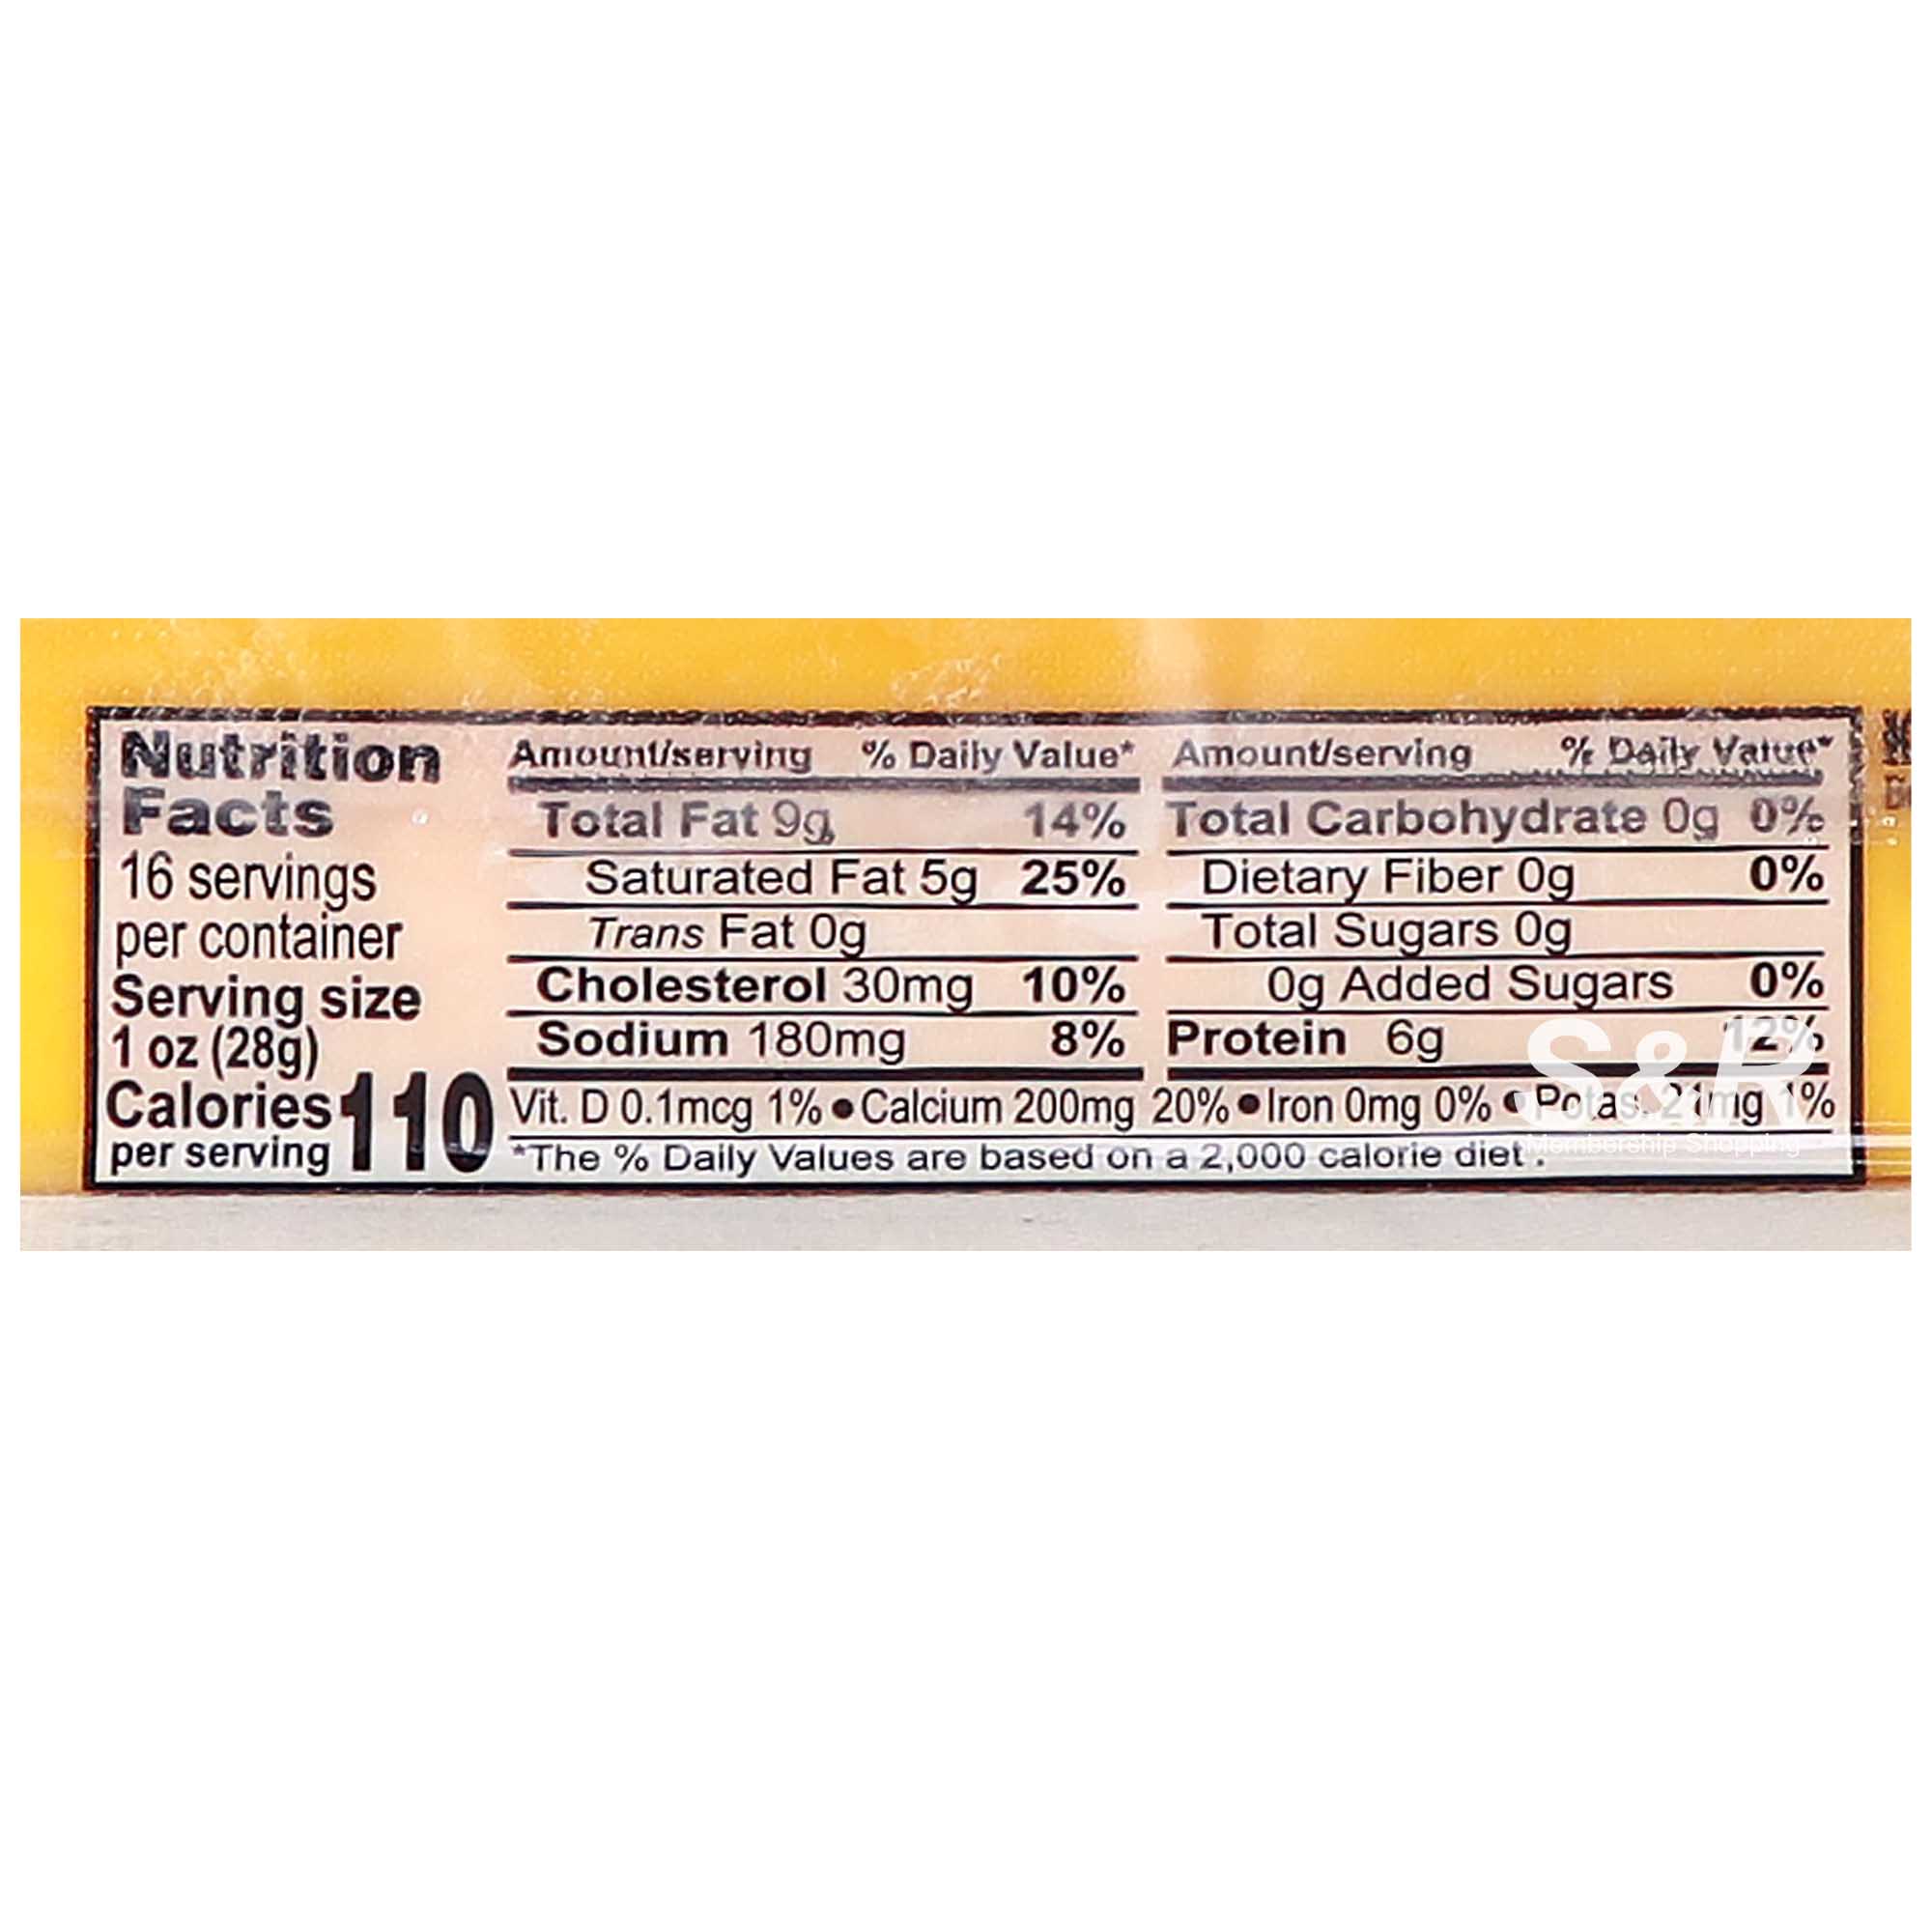 Nutrition
Facts
16 servings
per container
Serving size
1 oz (28g)
Calories 110
per serving
Amount/serving % Daily Value*
Total Fat 9g 14%
Saturated Fat 5g 25%
Trans Fat 0g
Cholesterol 30mg 10%
Sodium 180mg 8%
Amount/serving % Daily Value*
Total Carbohydrate 0g 0%
Dietary Fiber 0g 0%
Total Sugars 0g
0g Added Sugars 0%
Protein 6g 12%
Vit. D 0.1mcg 1% ● Calcium 200mg 20% ● Iron 0mg 0% ● Potas. 21mg 1%
*The % Daily Values are based on a 2,000 calorie diet .
S&R
Membership Shopping